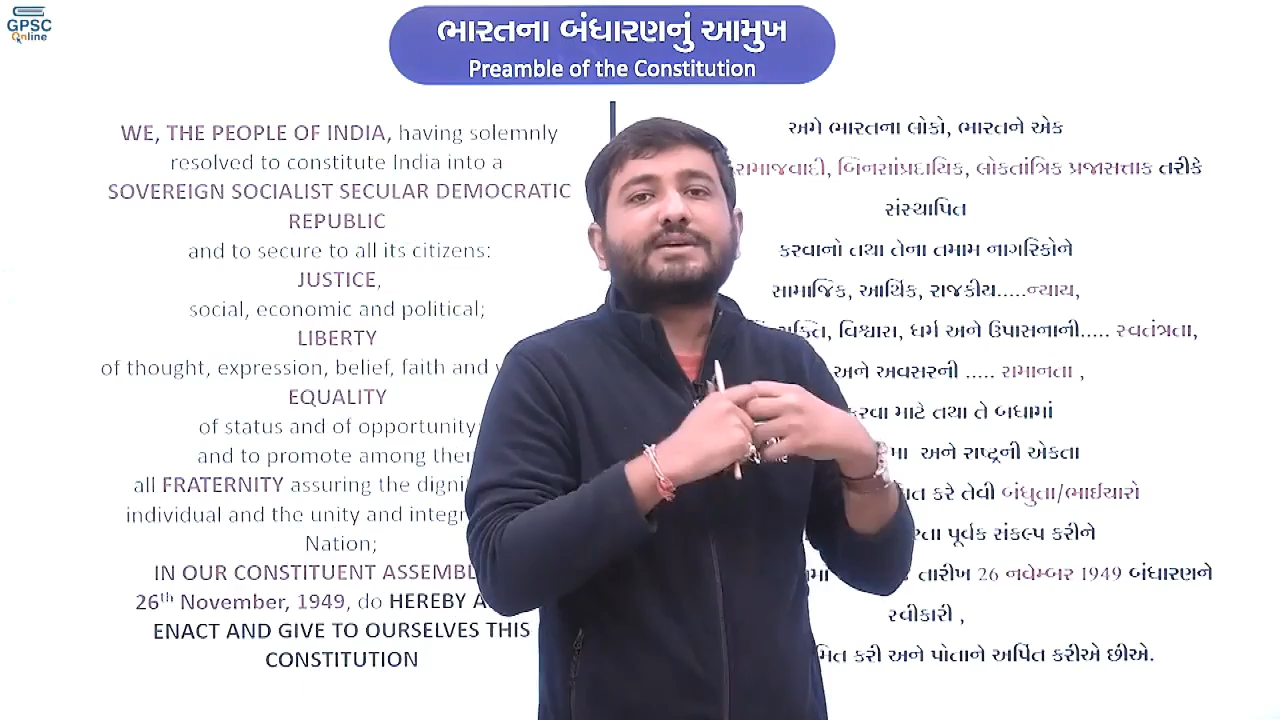 GPSC
Online
ભારતના બંધારણનું આમુખ
Preamble of the Constitution
WE, THE PEOPLE OF INDIA, having solemnly
resolved to constitute India into a
SOVEREIGN SOCIALIST SECULAR DEMOCRATIC
REPUBLIC
and to secure to all its citizens:
JUSTICE,
social, economic and political;
LIBERTY
of thought, expression, belief, faith and
EQUALITY
of status and of opportunity
and to promote among
all FRATERNITY assuring the
individual and the unity and
Nation;
IN OUR CONSTITUENT
26th November, 1949, do HEREBY
ENACT AND GIVE TO OURSELVES THIS
CONSTITUTION
અમે ભારતના લોકો, ભારતને એક
સમાજવાદી, બિનસાંપ્રદાયિક, લોકતાંત્રિક પ્રજાસત્તાક તરીકે
સંસ્થાપિત
કરવાનો તથા તેના તમામ નાગરિકોને
સામાજિક, આર્થિક, રાજકીય.....ન્યાય,
વિશ્વાસ, ધર્મ અને ઉપાસનાની..... સ્વતંત્રતા,
અને અવસરની ..... સમાનતા ,
કરવા માટે તથા તે બધામાં
અને રાષ્ટ્રની એકતા
કરે તેવી બંધુતા/ભાઈચારો
પૂર્વક સંકલ્પ કરીને
તારીખ 26 નવેમ્બર 1949 બંધારણને
સ્વીકારી ,
કરી અને પોતાને અર્પિત કરીએ છીએ.